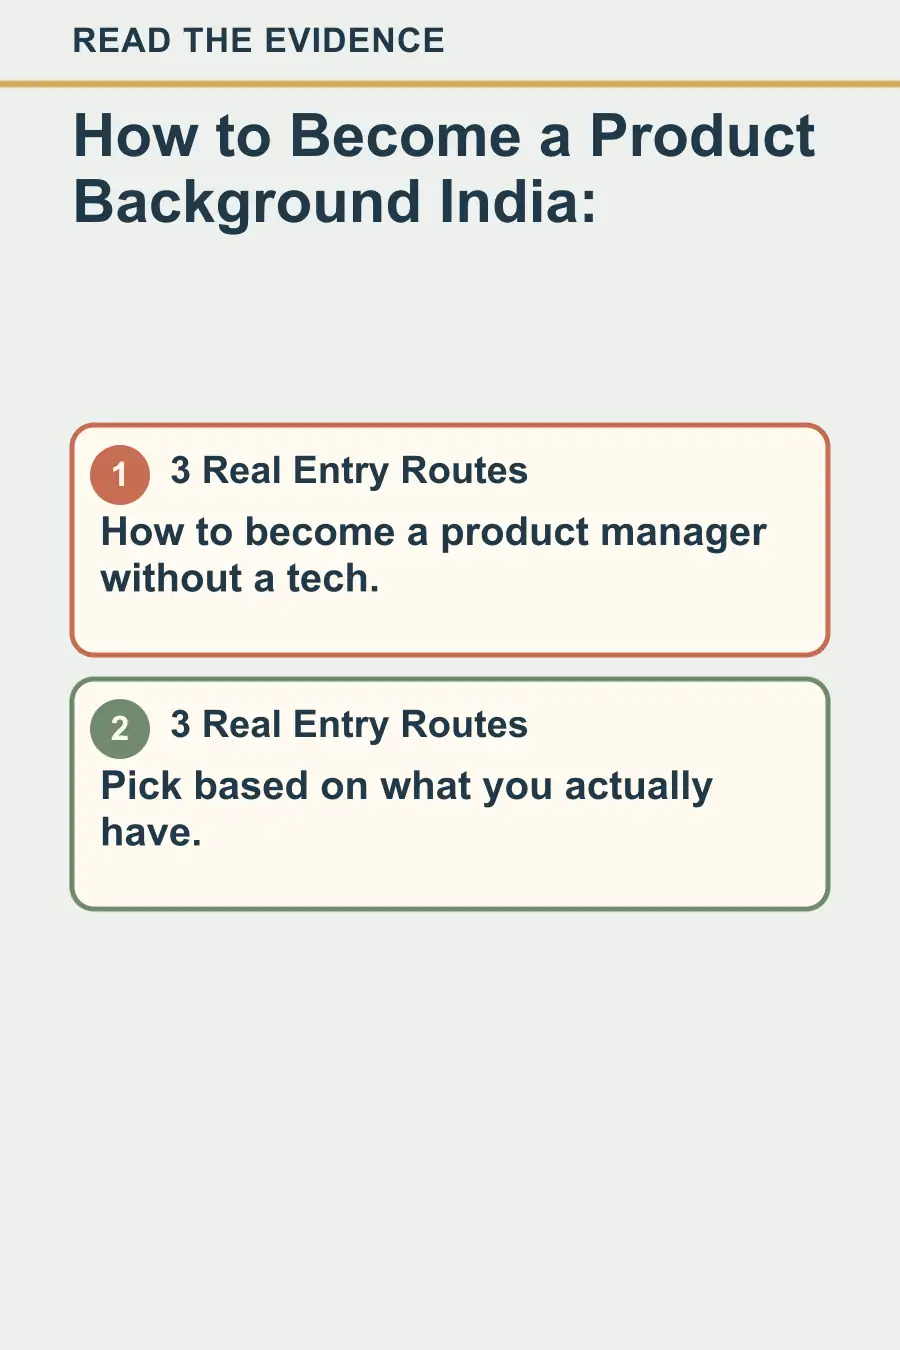 READ THE EVIDENCE
How to Become a Product
Background India:
1 3 Real Entry Routes
How to become a product manager
without a tech.
2 3 Real Entry Routes
Pick based on what you actually
have.